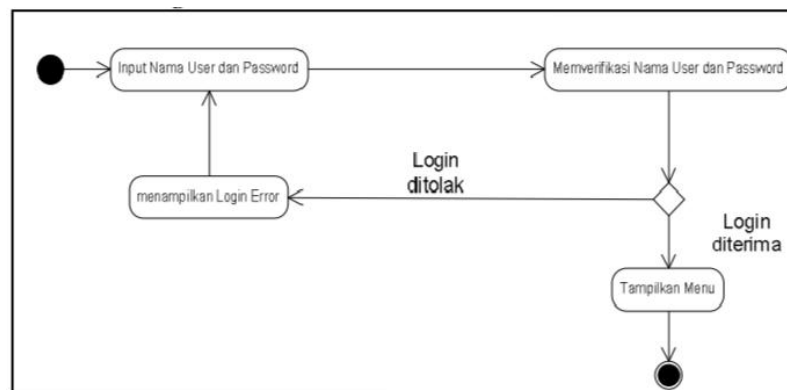 Input Nama User dan Password
Memverifikasi Nama User dan Password
Login
ditolak
menampilkan Login Error
Login
diterima
Tampilkan Menu